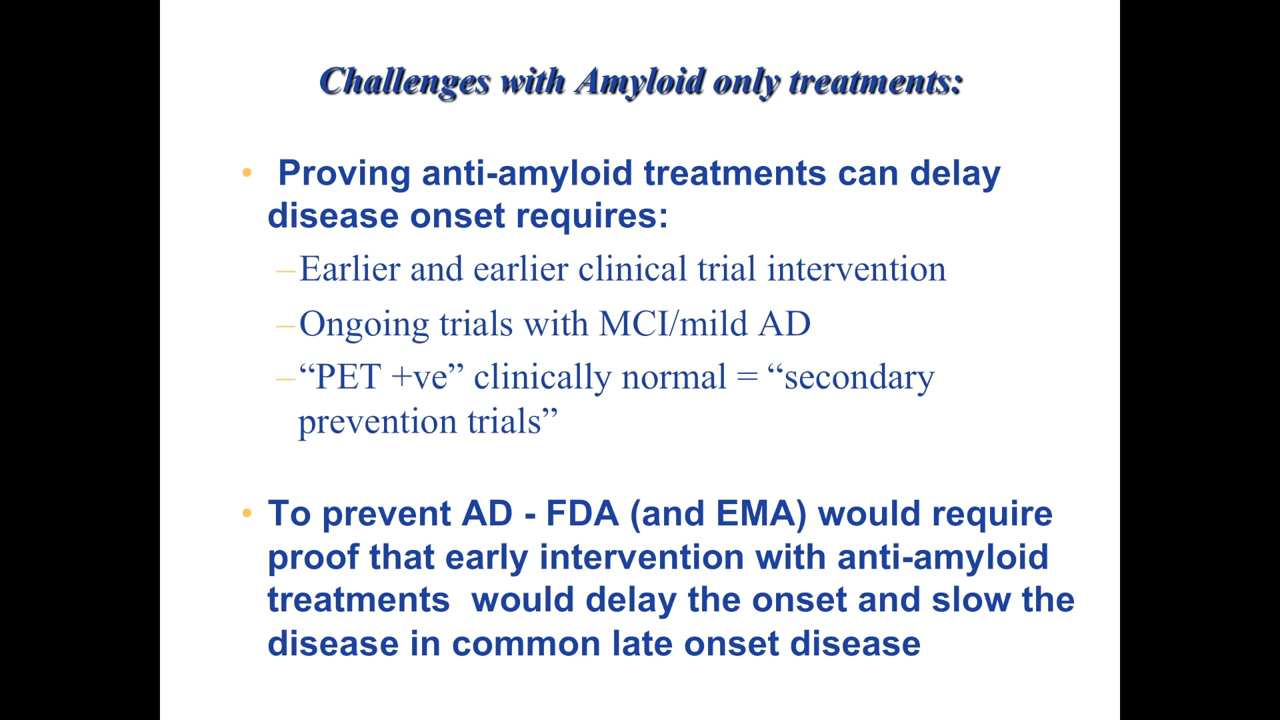 Challenges with Amyloid only treatments:
• Proving anti-amyloid treatments can delay
disease onset requires:
–Earlier and earlier clinical trial intervention
–Ongoing trials with MCI/mild AD
–“PET +ve” clinically normal = “secondary
prevention trials”
• To prevent AD - FDA (and EMA) would require
proof that early intervention with anti-amyloid
treatments  would delay the onset and slow the
disease in common late onset disease